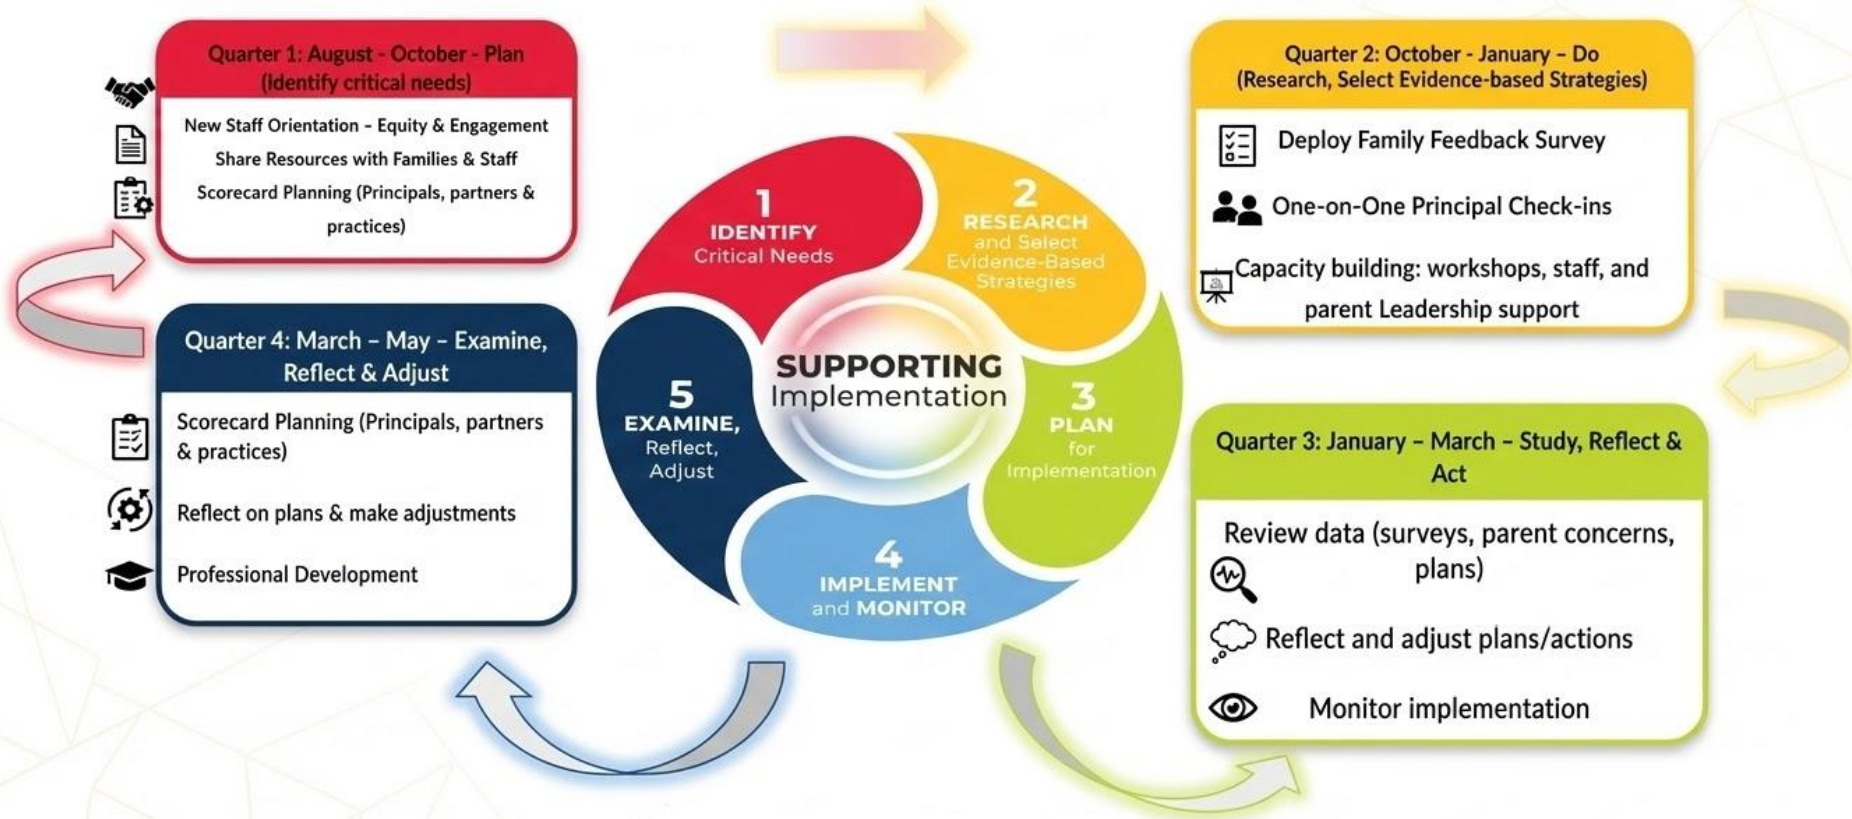 Quarter 1: August - October - Plan
(Identify critical needs)
New Staff Orientation – Equity & Engagement
Share Resources with Families & Staff
Scorecard Planning (Principals, partners &
practices)
Quarter 2: October - January – Do
(Research, Select Evidence-based Strategies)
Deploy Family Feedback Survey
One-on-One Principal Check-ins
Capacity building: workshops, staff, and
parent Leadership support
1
IDENTIFY
Critical Needs
2
RESEARCH
and Select
Evidence-Based
Strategies
3
PLAN
for
Implementation
4
IMPLEMENT
and MONITOR
5
EXAMINE,
Reflect,
Adjust
SUPPORTING
Implementation
Quarter 4: March – May – Examine,
Reflect & Adjust
Scorecard Planning (Principals, partners
& practices)
Reflect on plans & make adjustments
Professional Development
Quarter 3: January – March – Study, Reflect &
Act
Review data (surveys, parent concerns,
plans)
Reflect and adjust plans/actions
Monitor implementation